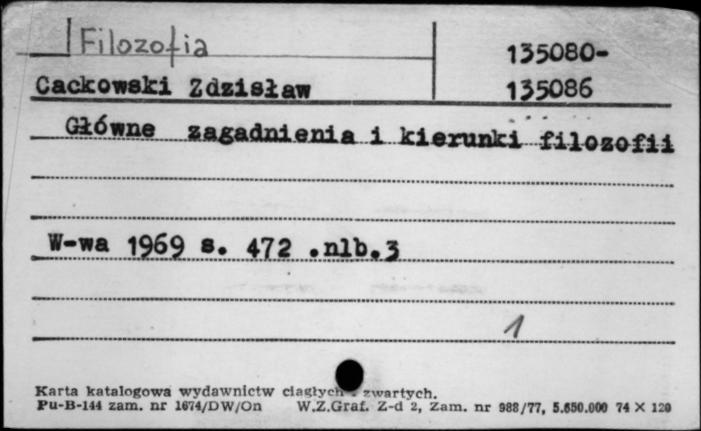 Filozofia
135080-
135086
Cackowski Zdzisław
Główne zagadnienia i kierunki filozofii
W-wa 1969 s. 472 .nlb.3
1
Karta katalogowa wydawnictw ciągłych i zwartych.
Pu-B-144 zam. nr 1674/DW/On W.Z.Graf. Z-d 2, Zam. nr 988/77, 5.650.000 74 × 120